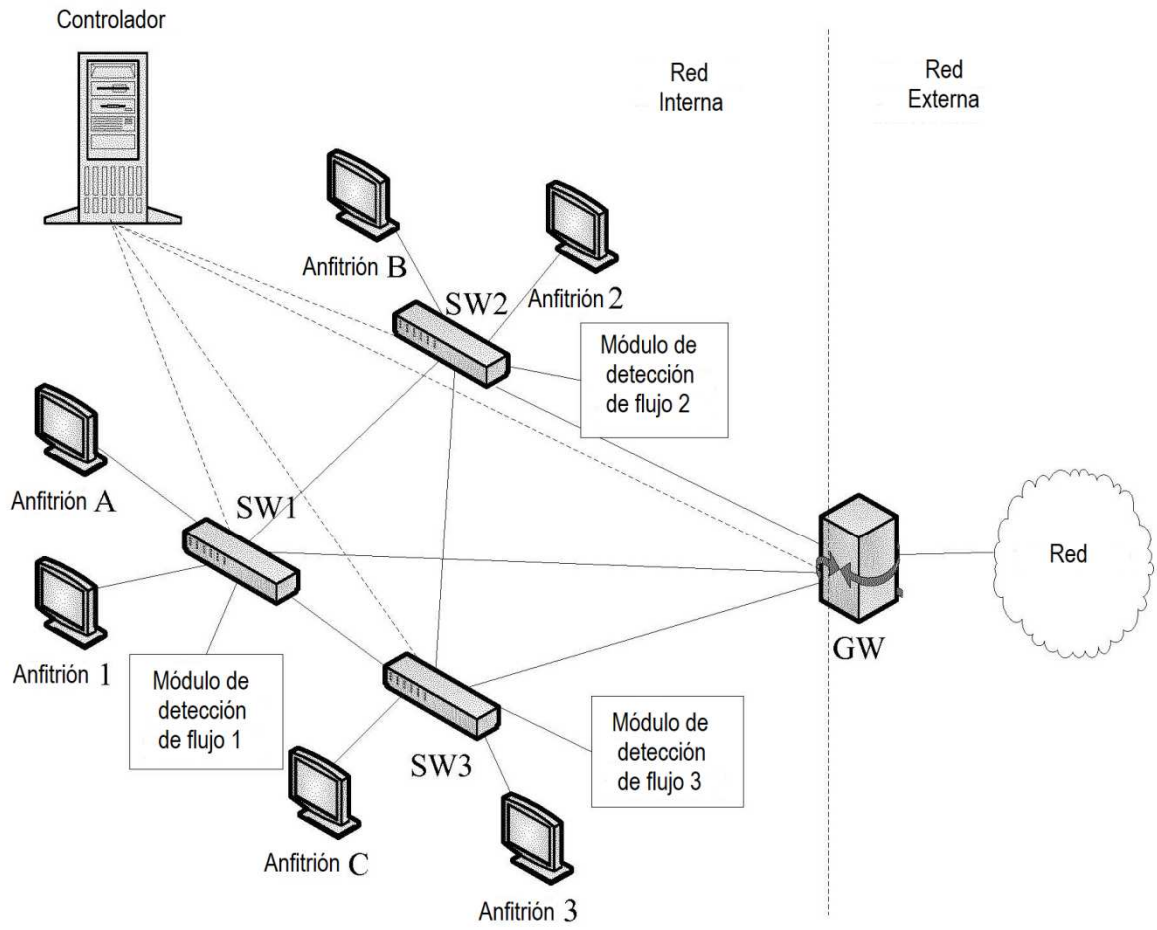 Controlador
Red
Interna
Red
Externa
Anfitrión B
Anfitrión 2
SW2
Módulo de
detección
de flujo 2
Anfitrión A
SW1
Red
Anfitrión 1
GW
Módulo de
detección
de flujo 1
SW3
Módulo de
detección
de flujo 3
Anfitrión C
Anfitrión 3